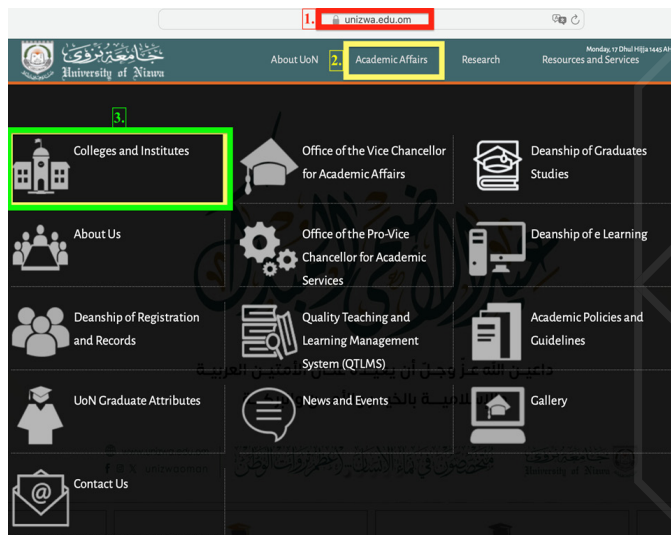 1. unizwa.edu.om
Monday, 17 Dhul Hijja 1445 AH
جَامِعَة نِزْوَىٰ
University of Nizwa
About UoN 2. Academic Affairs Research Resources and Services
3.
Colleges and Institutes
Office of the Vice Chancellor
for Academic Affairs
Deanship of Graduates
Studies
About Us
Office of the Pro-Vice
Chancellor for Academic
Services
Deanship of e Learning
Deanship of Registration
and Records
Quality Teaching and
Learning Management
System (QTLMS)
Academic Policies and
Guidelines
UoN Graduate Attributes
News and Events
Gallery
Contact Us